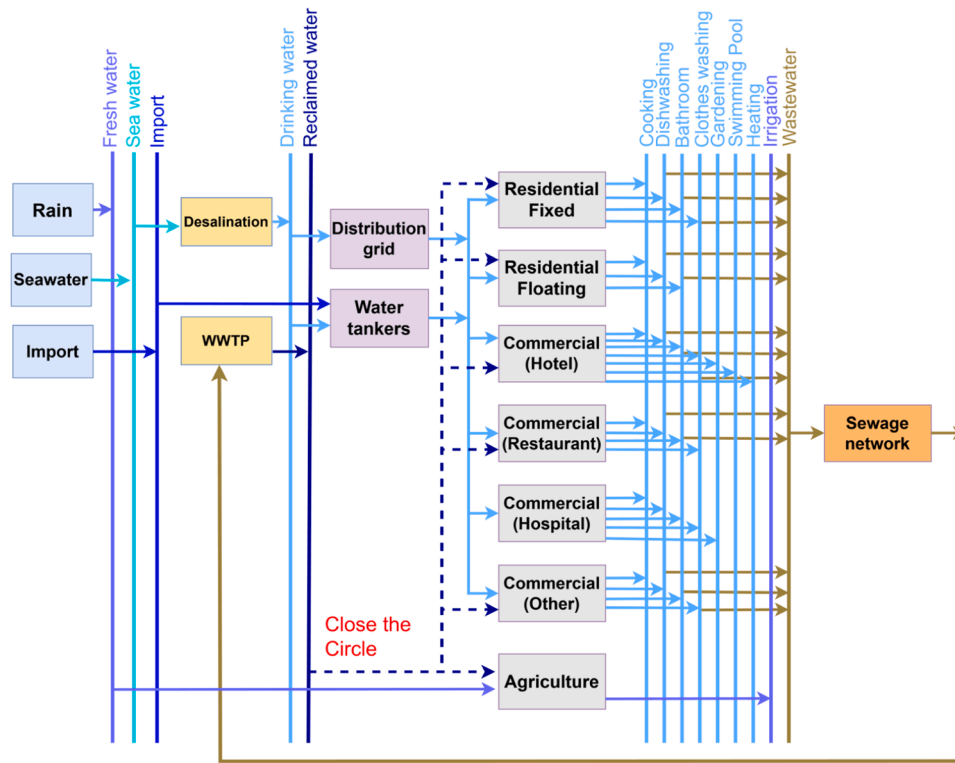 Fresh water
Sea water
Import
Drinking water
Reclaimed water
Cooking
Dishwashing
Bathroom
Clothes washing
Gardening
Swimming Pool
Heating
Irrigation
Wastewater
Rain
Seawater
Import
Desalination
WWTP
Distribution
grid
Water
tankers
Residential
Fixed
Residential
Floating
Commercial
(Hotel)
Commercial
(Restaurant)
Commercial
(Hospital)
Commercial
(Other)
Agriculture
Close the
Circle
Sewage
network